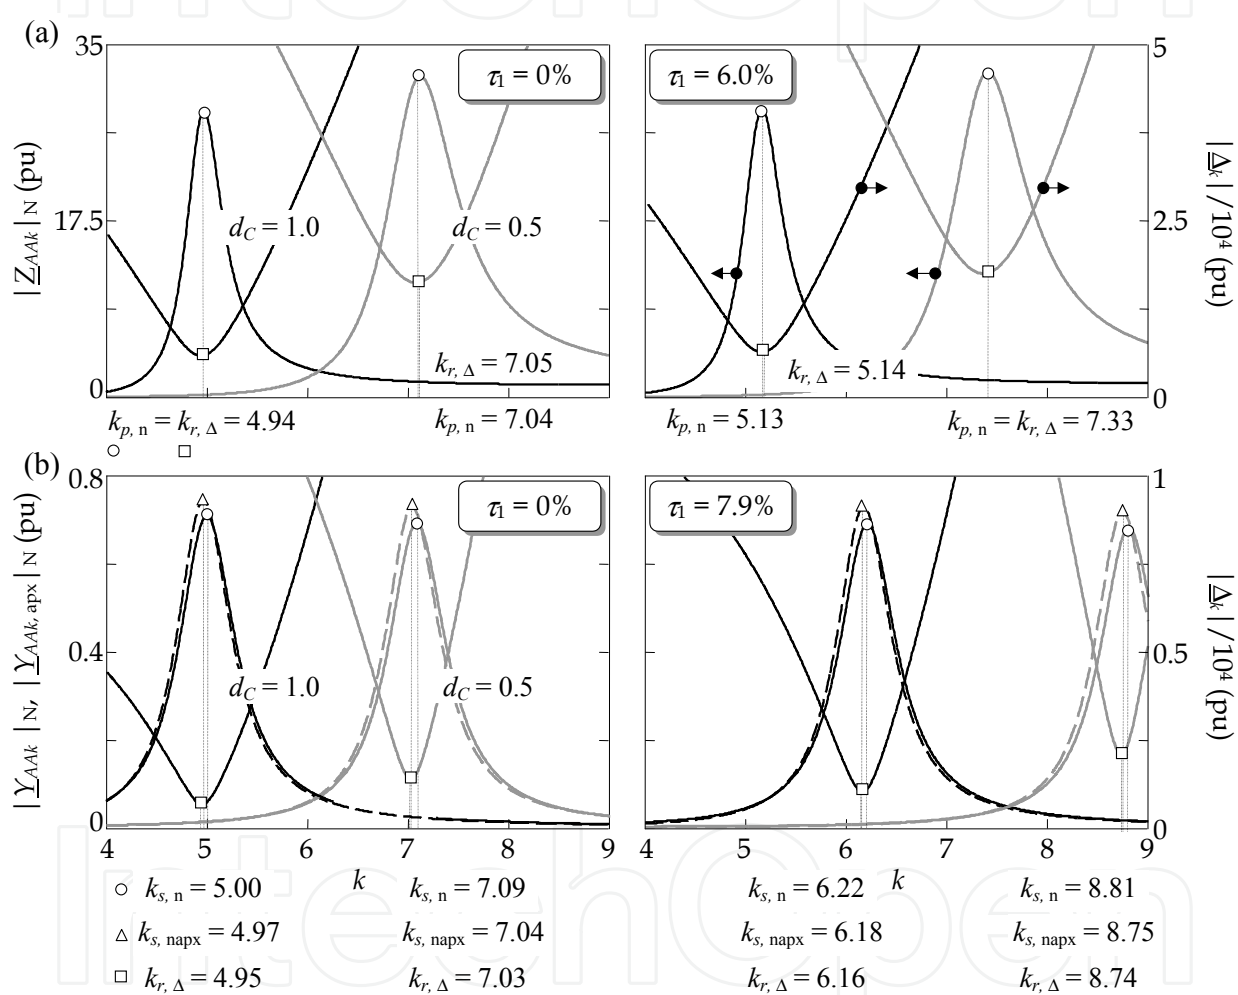 (a)
35
17.5
0
|Z_AAk|N (pu)
τ1 = 0%
dC = 1.0
dC = 0.5
kr, Δ = 7.05
kp, n = kr, Δ = 4.94
kp, n = 7.04
τ1 = 6.0%
5
2.5
0
|Δk| /10⁴ (pu)
kr, Δ = 5.14
kp, n = 5.13
kp, n = kr, Δ = 7.33
(b)
0.8
0.4
0
|Y_AAk|N, |Y_AAk, apx|N (pu)
τ1 = 0%
dC = 1.0
dC = 0.5
4 5 6 7 8 9
τ1 = 7.9%
1
0.5
0
|Δk| /10⁴ (pu)
4 5 6 7 8 9
ks, n = 5.00 k ks, n = 7.09 ks, n = 6.22 k ks, n = 8.81
ks, napx = 4.97 ks, napx = 7.04 ks, napx = 6.18 ks, napx = 8.75
kr, Δ = 4.95 kr, Δ = 7.03 kr, Δ = 6.16 kr, Δ = 8.74
IntechOpen